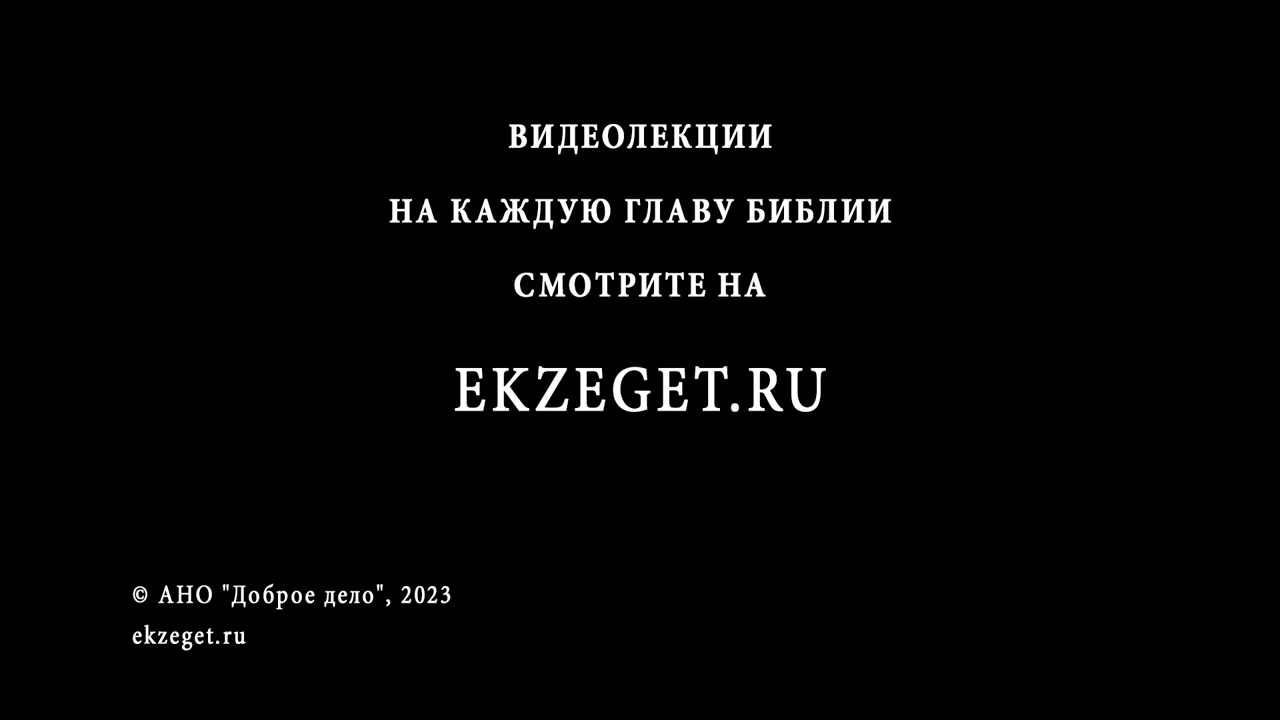 ВИДЕОЛЕКЦИИ
НА КАЖДУЮ ГЛАВУ БИБЛИИ
СМОТРИТЕ НА
EKZEGET.RU
© АНО "Доброе дело", 2023
ekzeget.ru